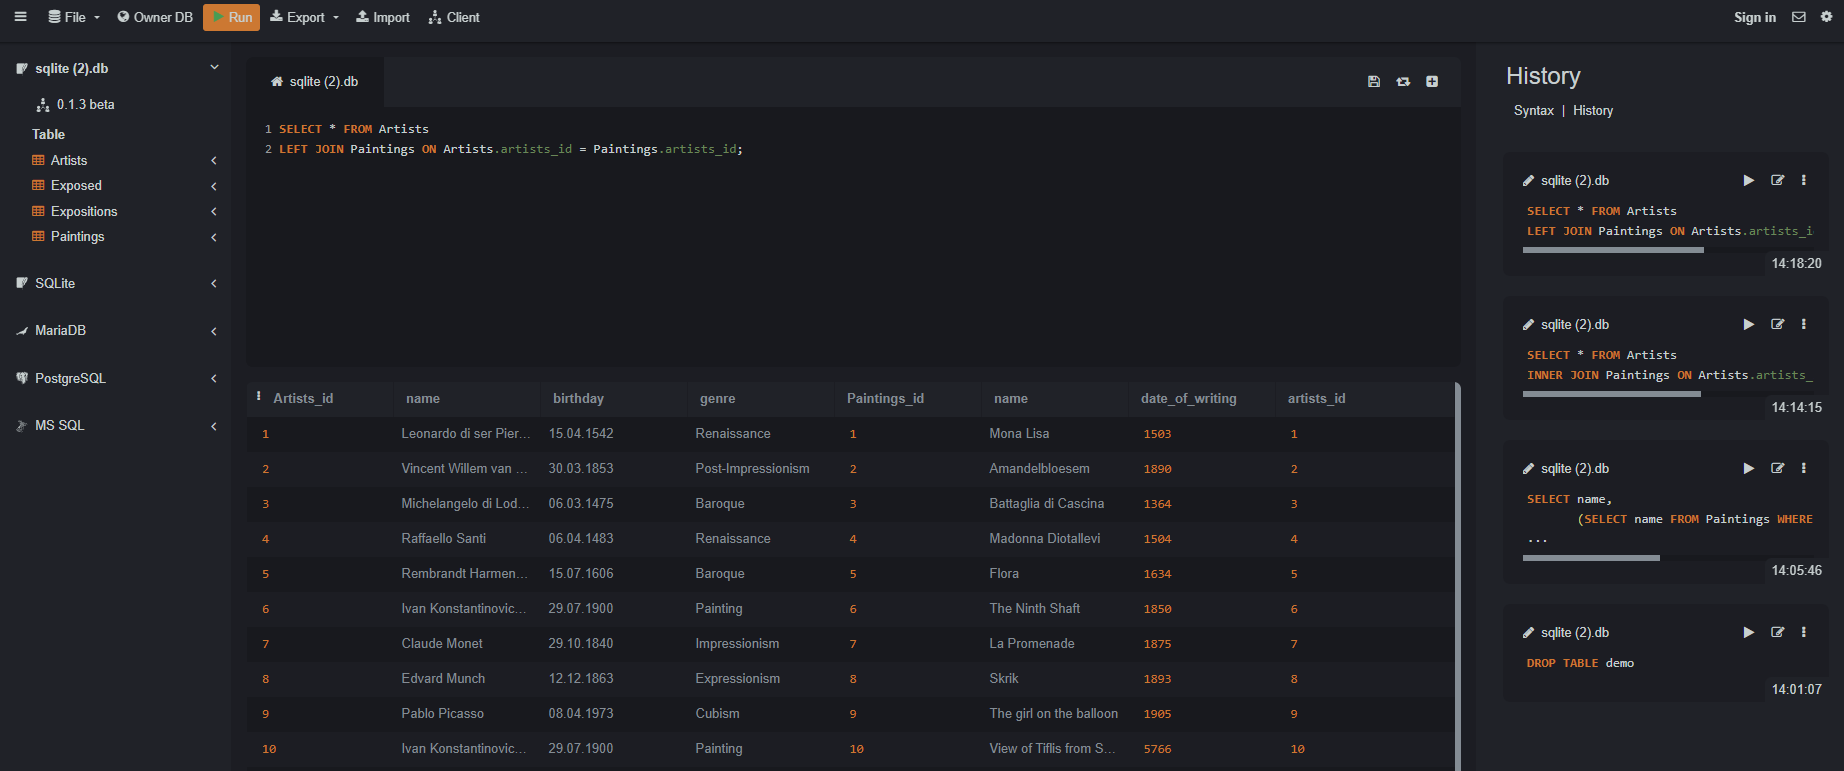 File Owner DB Run Export Import Client Sign in
sqlite (2).db
0.1.3 beta
Table
Artists
Exposed
Expositions
Paintings
SQLite
MariaDB
PostgreSQL
MS SQL
sqlite (2).db
1 SELECT * FROM Artists
2 LEFT JOIN Paintings ON Artists.artists_id = Paintings.artists_id;
Artists_id name birthday genre Paintings_id name date_of_writing artists_id
1 Leonardo di ser Pier... 15.04.1542 Renaissance 1 Mona Lisa 1503 1
2 Vincent Willem van ... 30.03.1853 Post-Impressionism 2 Amandelbloesem 1890 2
3 Michelangelo di Lod... 06.03.1475 Baroque 3 Battaglia di Cascina 1364 3
4 Raffaello Santi 06.04.1483 Renaissance 4 Madonna Diotallevi 1504 4
5 Rembrandt Harmen... 15.07.1606 Baroque 5 Flora 1634 5
6 Ivan Konstantinovic... 29.07.1900 Painting 6 The Ninth Shaft 1850 6
7 Claude Monet 29.10.1840 Impressionism 7 La Promenade 1875 7
8 Edvard Munch 12.12.1863 Expressionism 8 Skrik 1893 8
9 Pablo Picasso 08.04.1973 Cubism 9 The girl on the balloon 1905 9
10 Ivan Konstantinovic... 29.07.1900 Painting 10 View of Tiflis from S... 5766 10
History
Syntax | History
sqlite (2).db
SELECT * FROM Artists
LEFT JOIN Paintings ON Artists.artists_i
14:18:20
sqlite (2).db
SELECT * FROM Artists
INNER JOIN Paintings ON Artists.artists_
14:14:15
sqlite (2).db
SELECT name,
(SELECT name FROM Paintings WHERE
...
14:05:46
sqlite (2).db
DROP TABLE demo
14:01:07